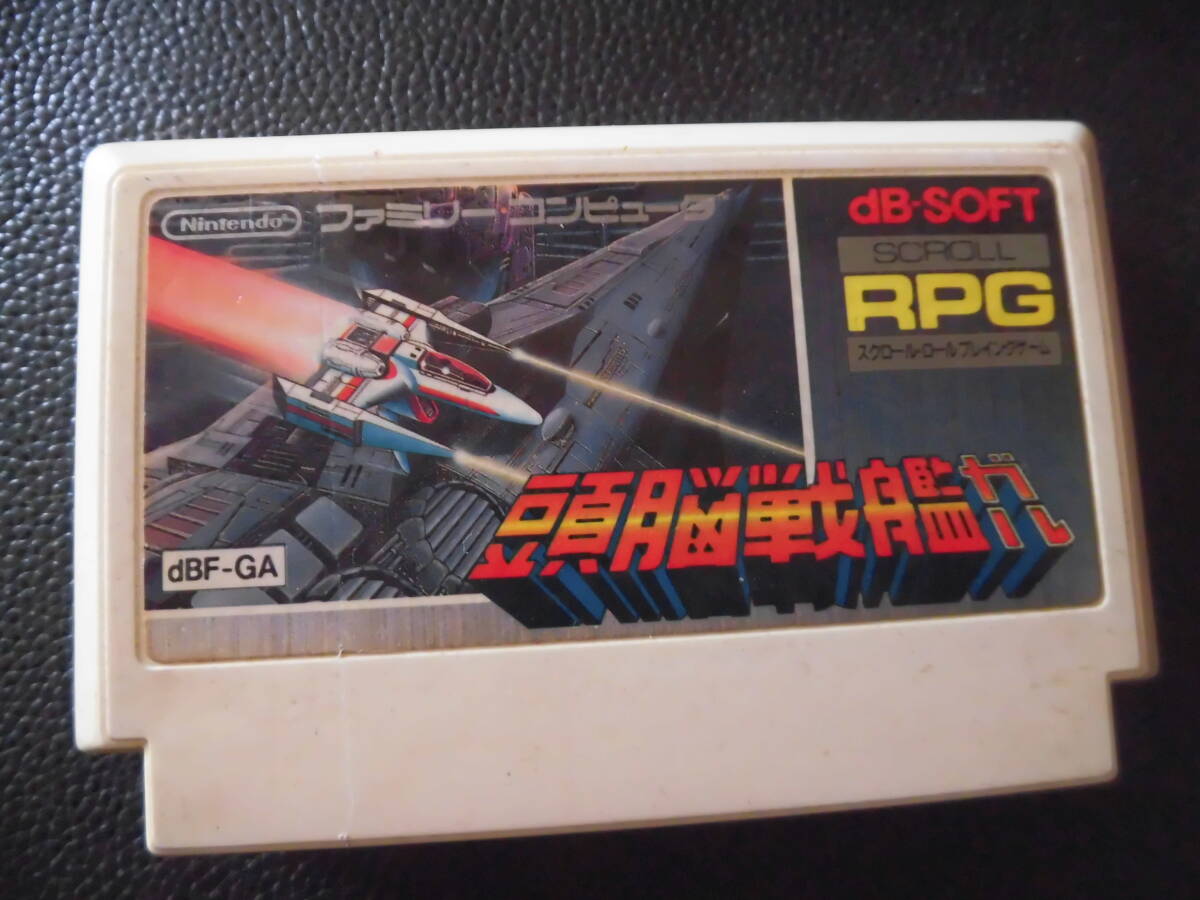 Nintendo® ファミリーコンピュータ
dB-SOFT
SCROLL
RPG
スクロール・ロールプレイングゲーム
頭脳戦艦ガル
dBF-GA